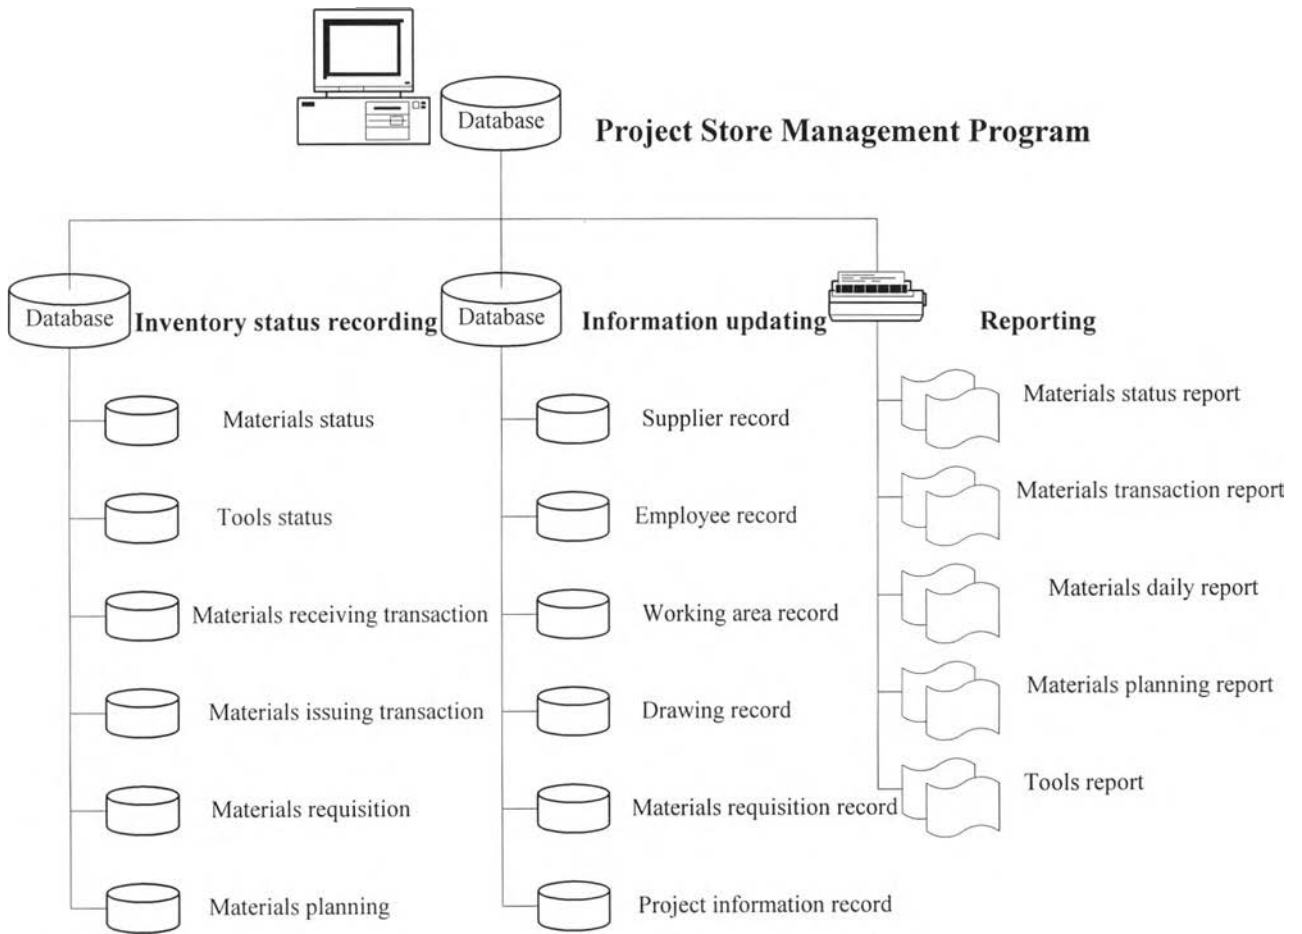 Database
Project Store Management Program
Database
Inventory status recording
Database
Information updating
Reporting
Materials status
Tools status
Materials receiving transaction
Materials issuing transaction
Materials requisition
Materials planning
Supplier record
Employee record
Working area record
Drawing record
Materials requisition record
Project information record
Materials status report
Materials transaction report
Materials daily report
Materials planning report
Tools report